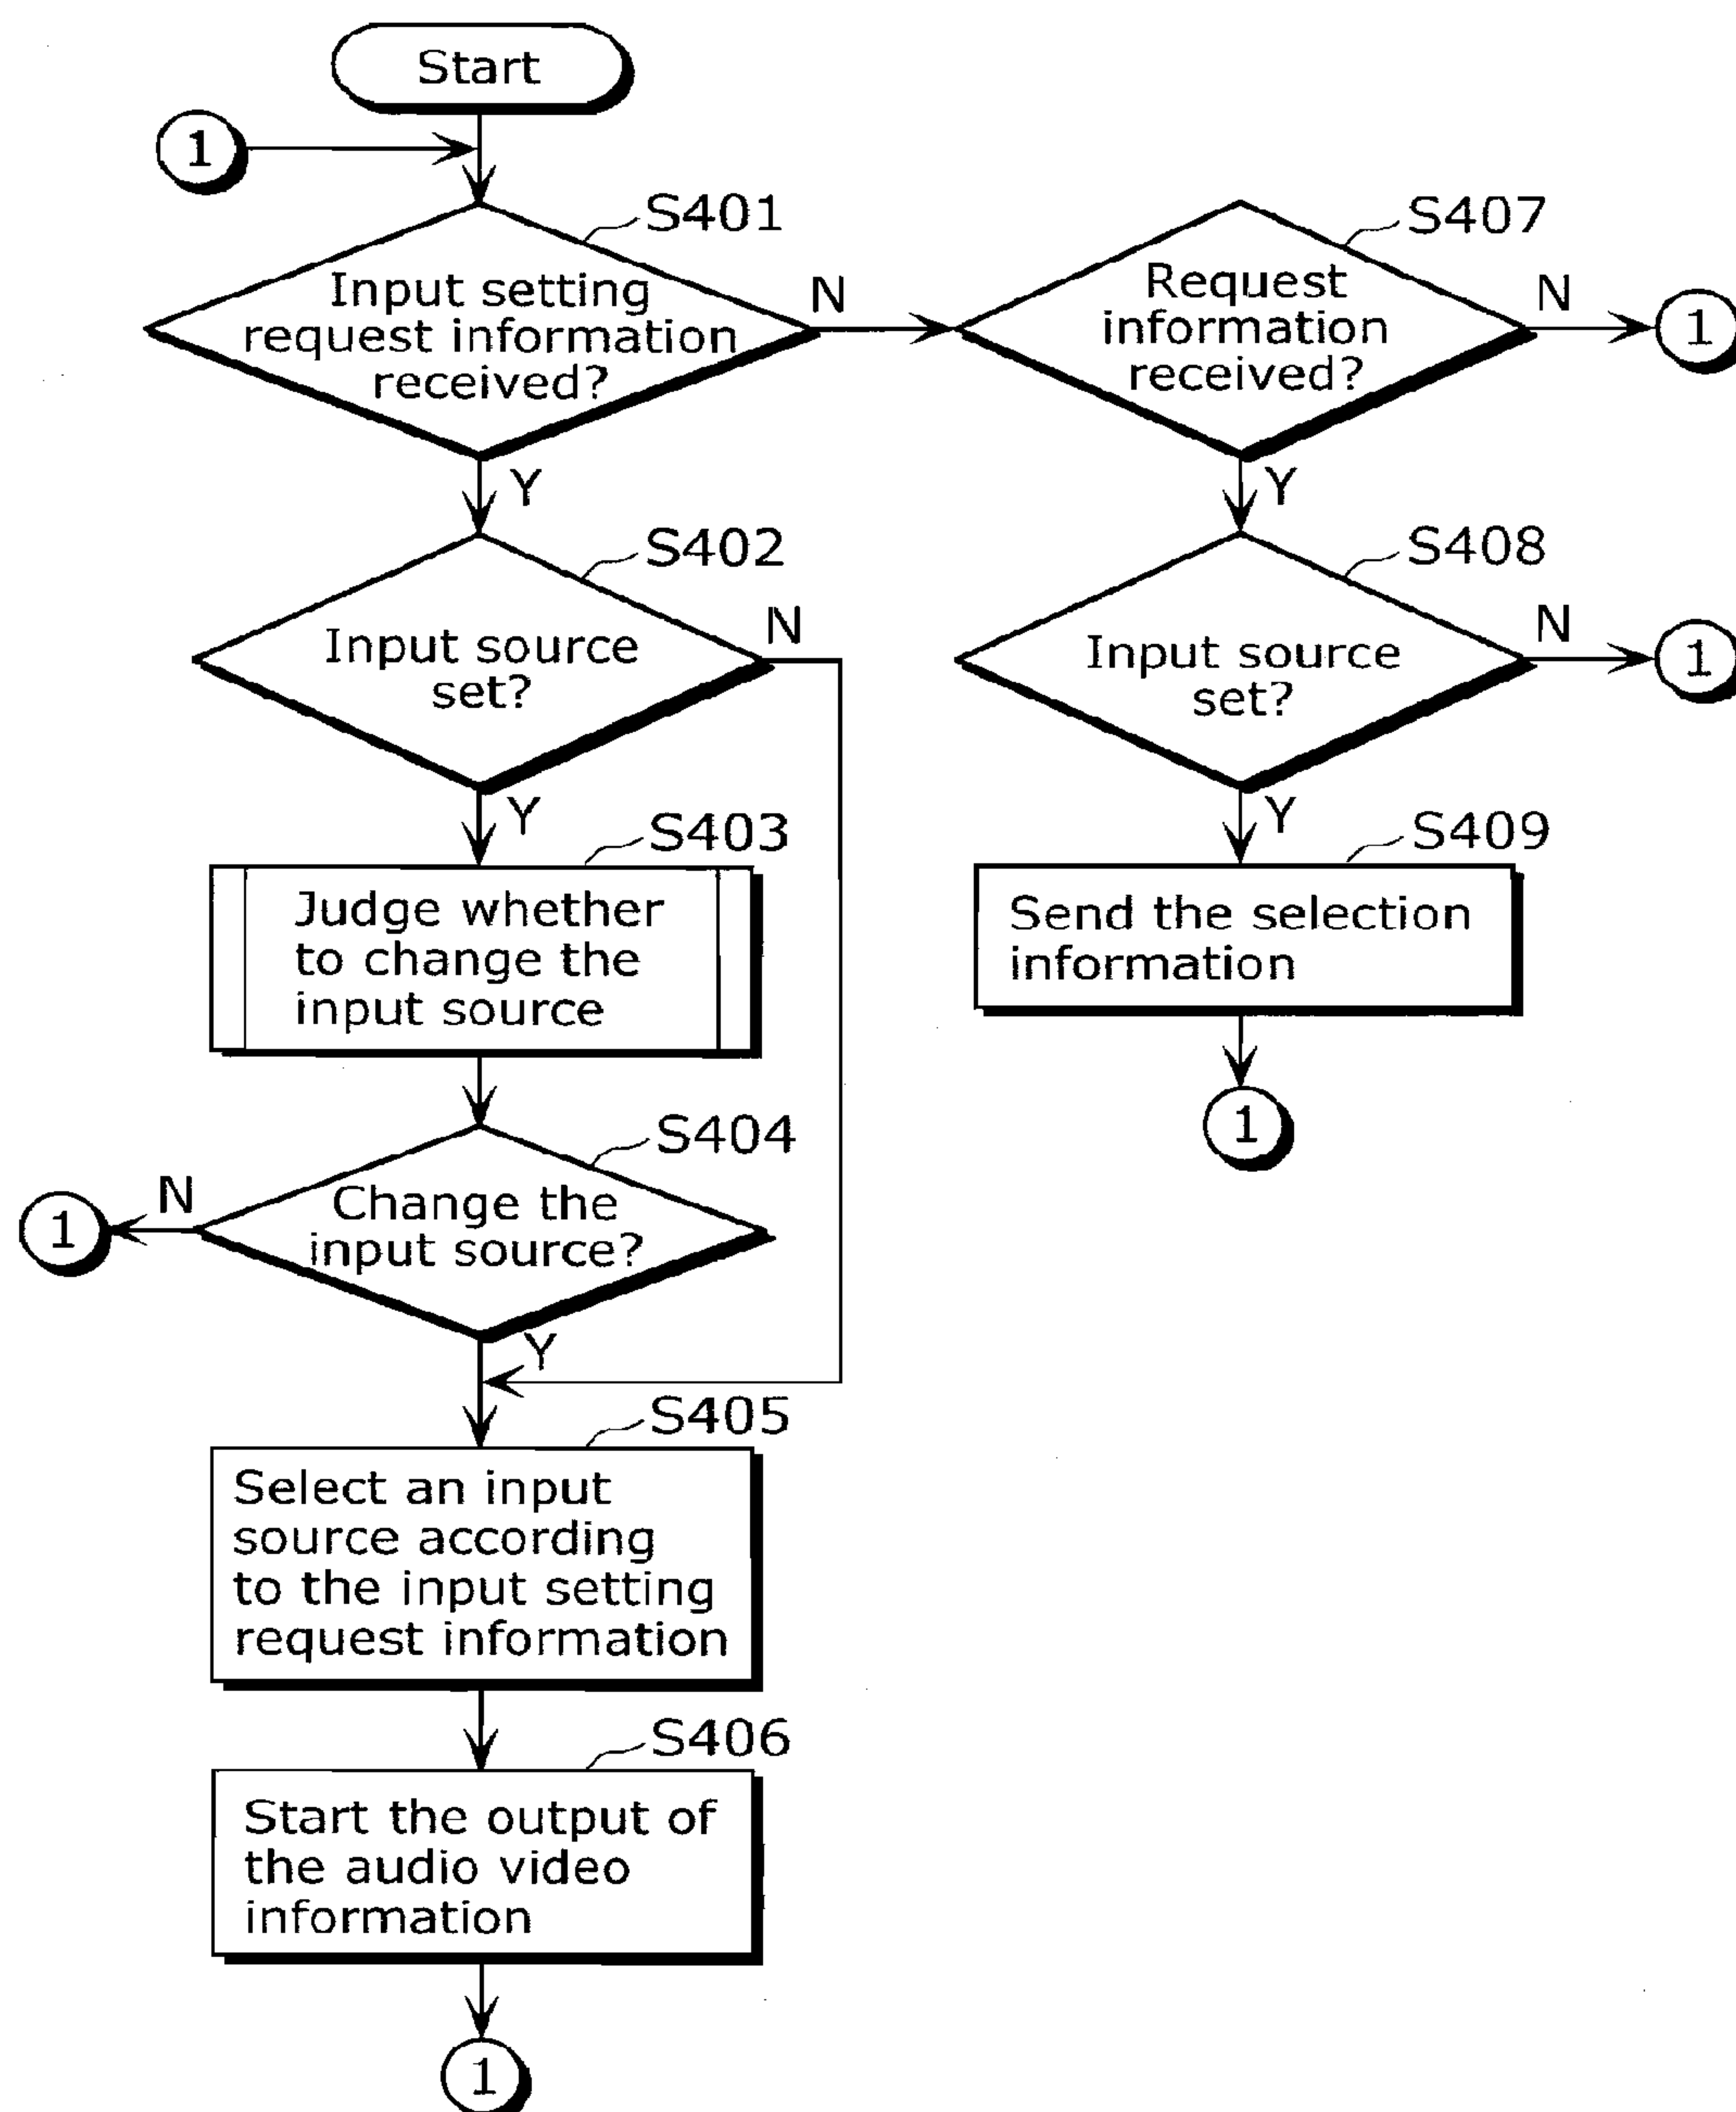 Start
1
S401
Input setting
request information
received?
N
Y
S407
Request
information
received?
N
1
Y
S402
Input source
set?
N
Y
S408
Input source
set?
N
1
Y
S403
Judge whether
to change the
input source
S409
Send the selection
information
1
S404
Change the
input source?
N
1
Y
S405
Select an input
source according
to the input setting
request information
S406
Start the output of
the audio video
information
1